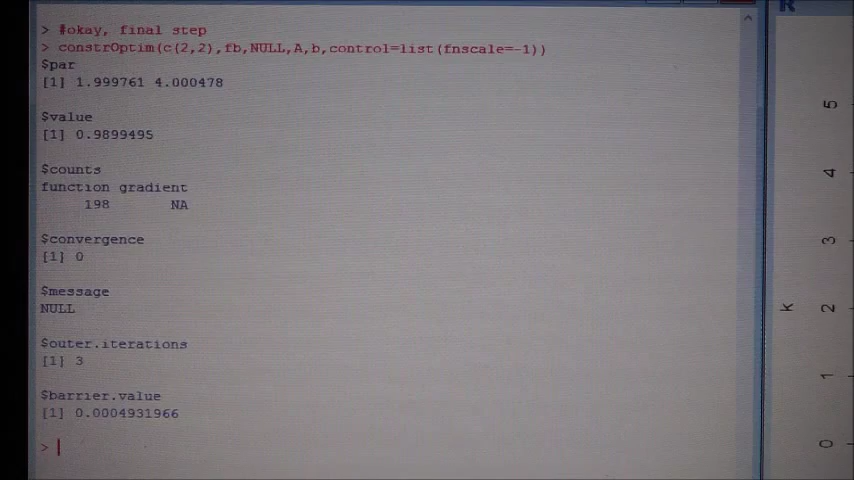 > #okay, final step
> constrOptim(c(2,2),fb,NULL,A,b,control=list(fnscale=-1))
$par
[1] 1.999761 4.000478
$value
[1] 0.9899495
$counts
function gradient
198 NA
$convergence
[1] 0
$message
NULL
$outer.iterations
[1] 3
$barrier.value
[1] 0.0004931966
>
R
5
4
3
2
1
0
k